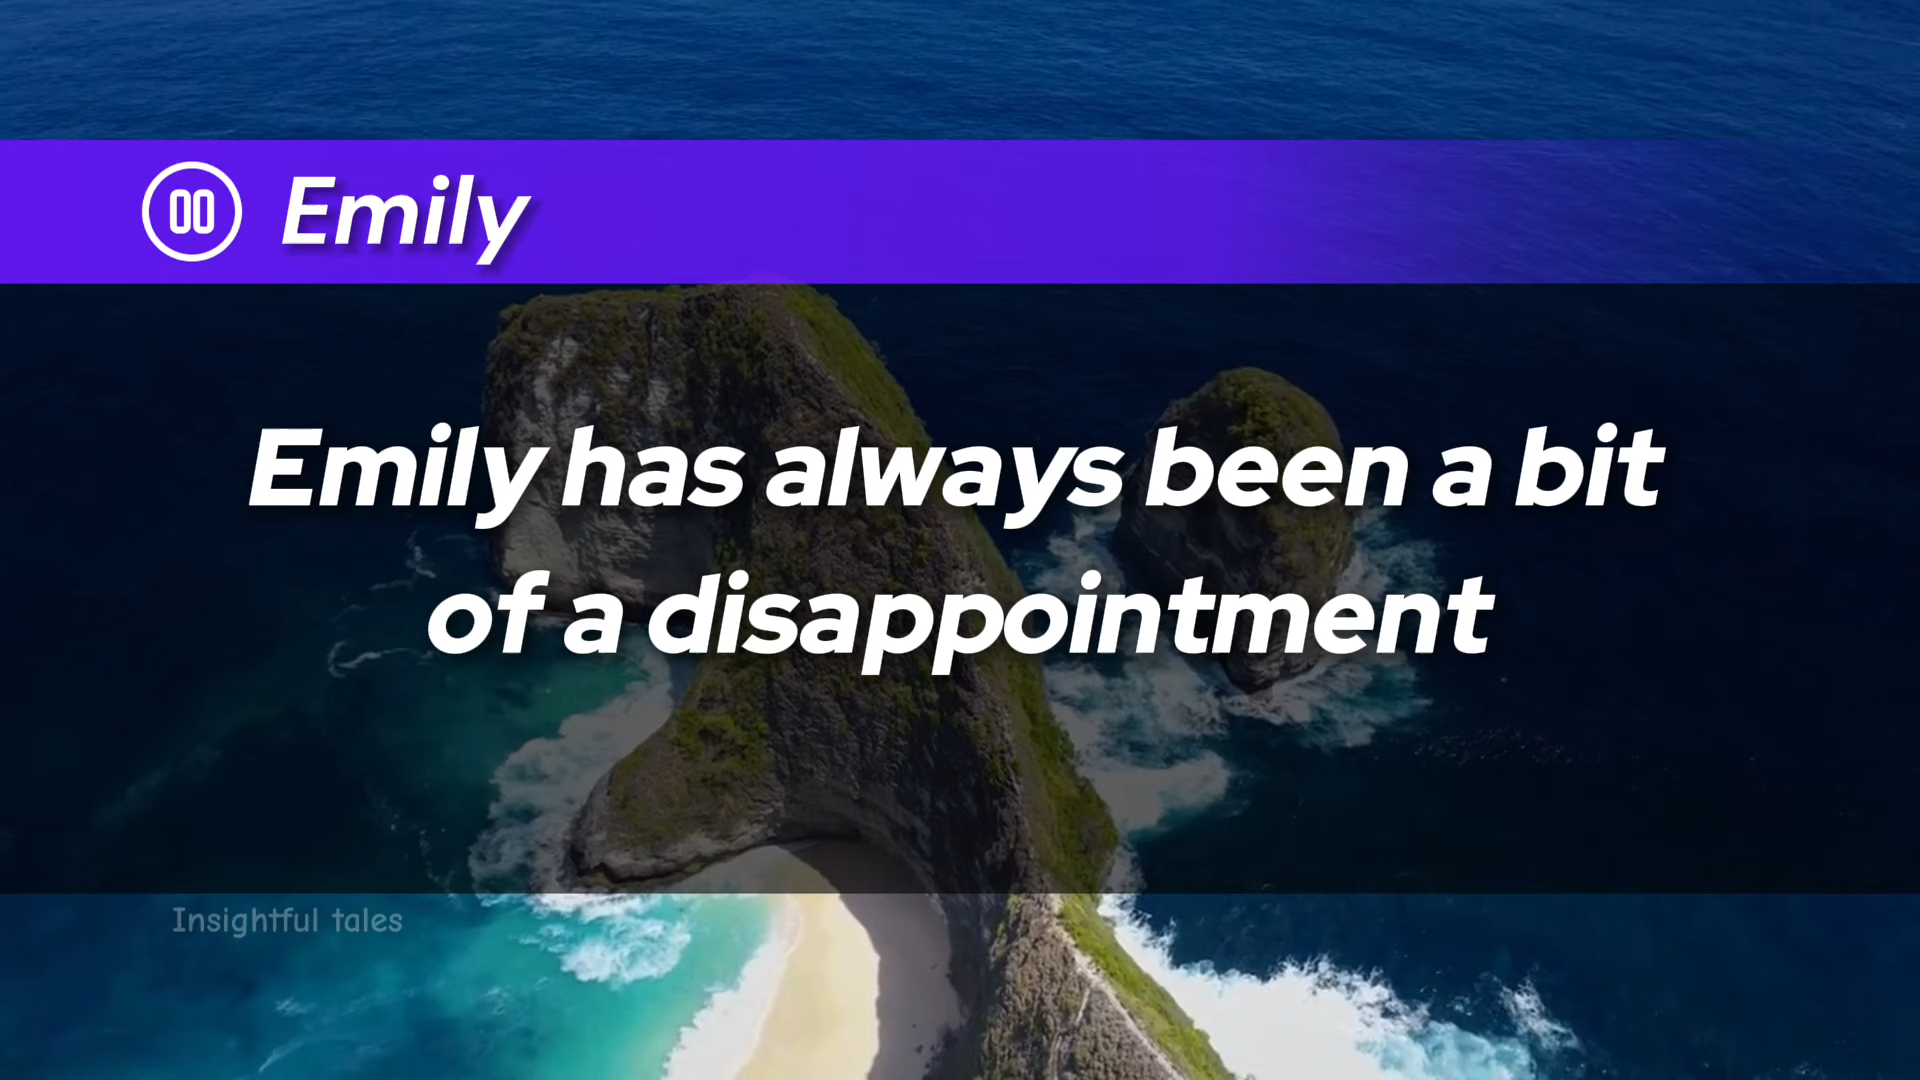 Emily
Emily has always been a bit
of a disappointment
Insightful tales